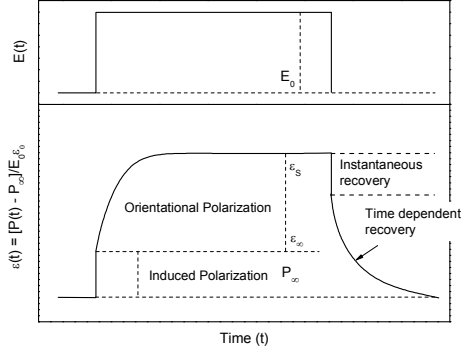 E(t)
E₀
ε(t) = [P(t) - P∞]/E₀ε₀
εS
Instantaneous
recovery
Orientational Polarization
Time dependent
recovery
ε∞
Induced Polarization
P∞
Time (t)